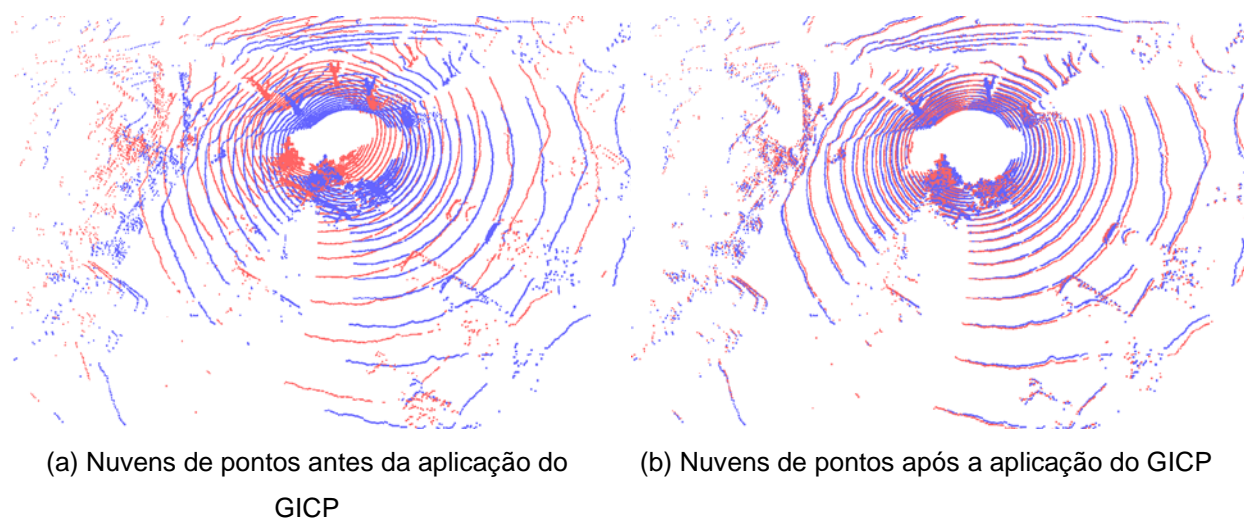 (a) Nuvens de pontos antes da aplicação do
GICP
(b) Nuvens de pontos após a aplicação do GICP